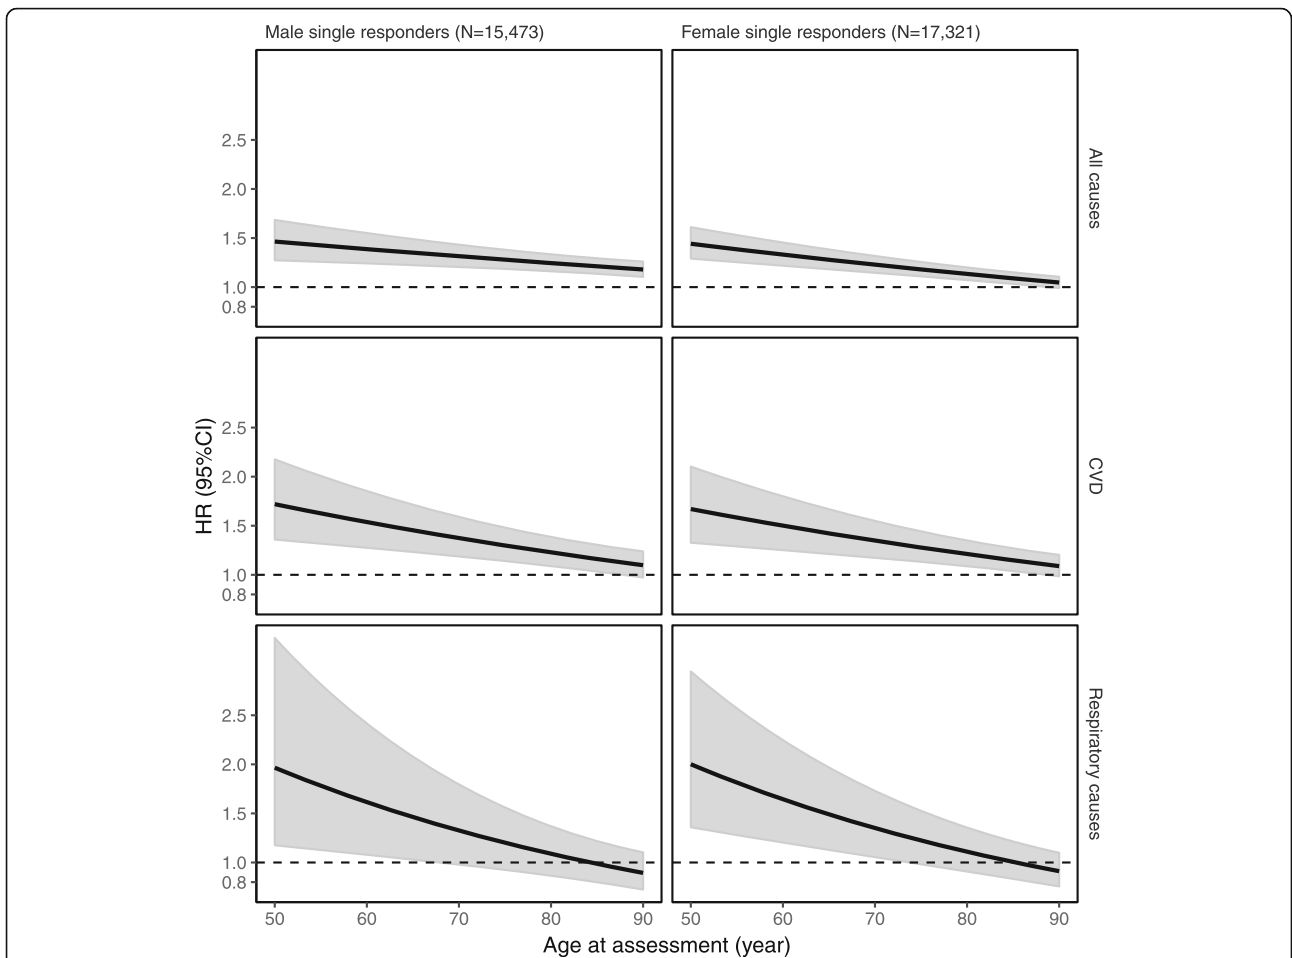 Male single responders (N=15,473)
Female single responders (N=17,321)
2.5
2.0
1.5
1.0
0.8
All causes
HR (95%CI)
2.5
2.0
1.5
1.0
0.8
CVD
2.5
2.0
1.5
1.0
0.8
Respiratory causes
50 60 70 80 90 50 60 70 80 90
Age at assessment (year)